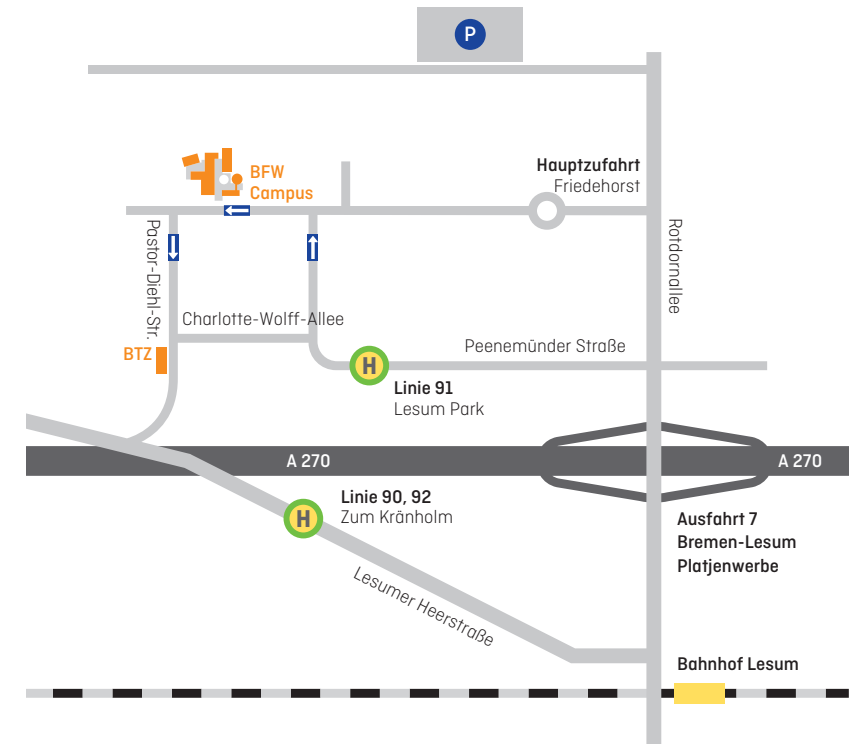 P
BFW
Campus
Hauptzufahrt
Friedehorst
Pastor-Diehl-Str.
Rotdornallee
Charlotte-Wolff-Allee
BTZ
Peenemünder Straße
H
Linie 91
Lesum Park
A 270
A 270
Linie 90, 92
Zum Kränholm
H
Ausfahrt 7
Bremen-Lesum
Platjenwerbe
Lesumer Heerstraße
Bahnhof Lesum